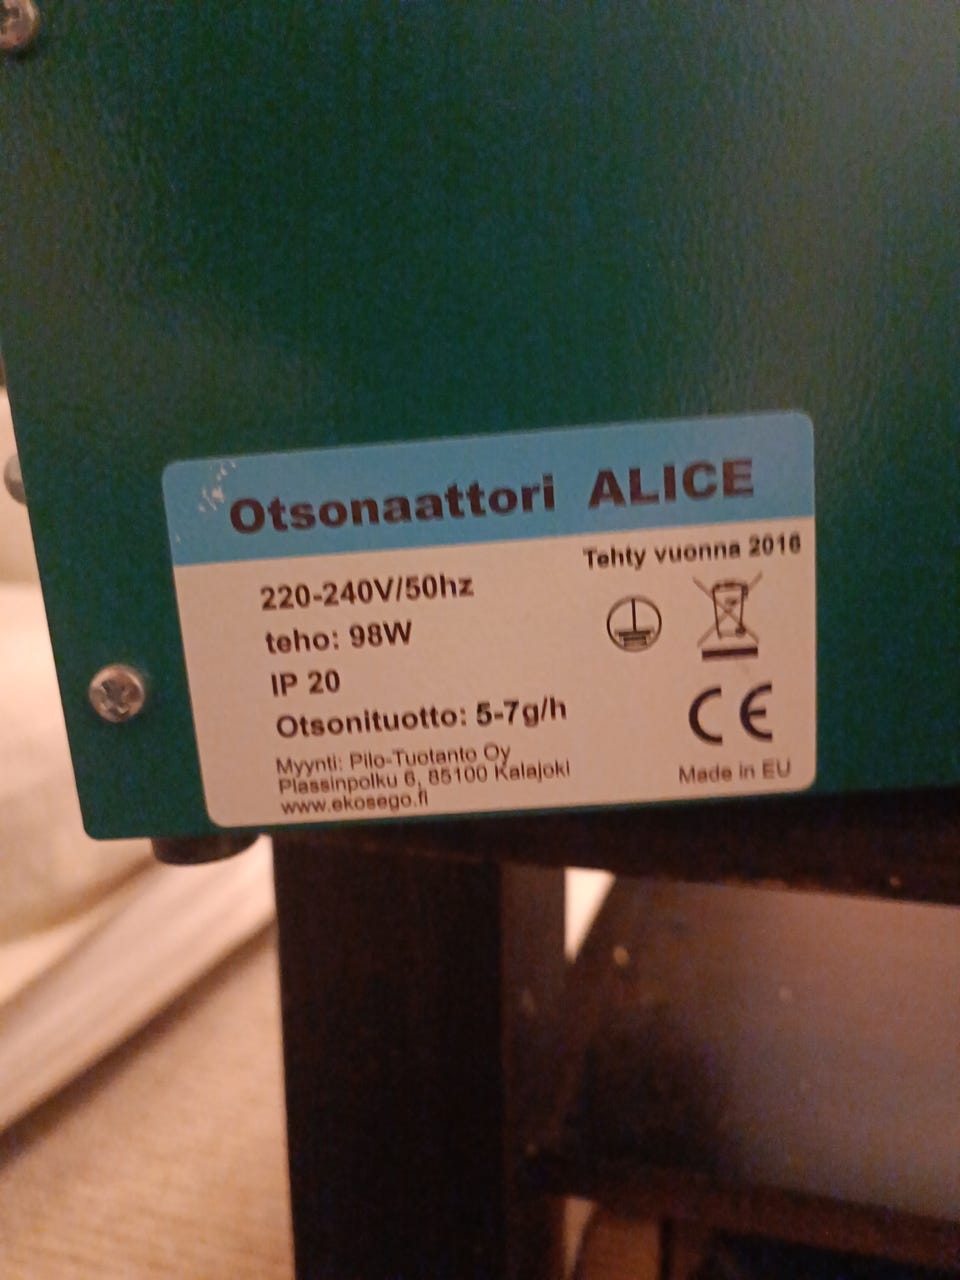 Otsonaattori ALICE
Tehty vuonna 2016
220-240V/50hz
teho: 98W
IP 20
Otsonituotto: 5-7g/h
Myynti: Pilo-Tuotanto Oy
Plassinpolku 6, 85100 Kalajoki
www.ekosego.fi
CE
Made in EU